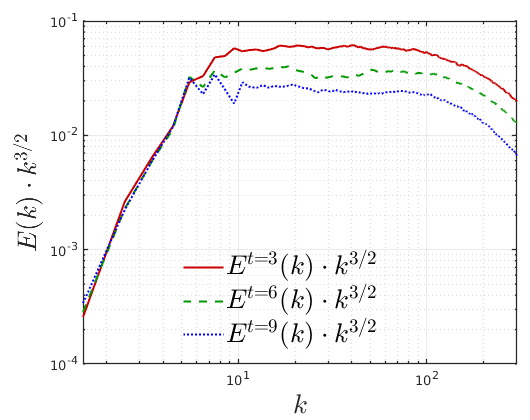 10^-1
10^-2
10^-3
10^-4
E(k) · k^{3/2}
E^{t=3}(k) · k^{3/2}
E^{t=6}(k) · k^{3/2}
E^{t=9}(k) · k^{3/2}
10^1 10^2
k